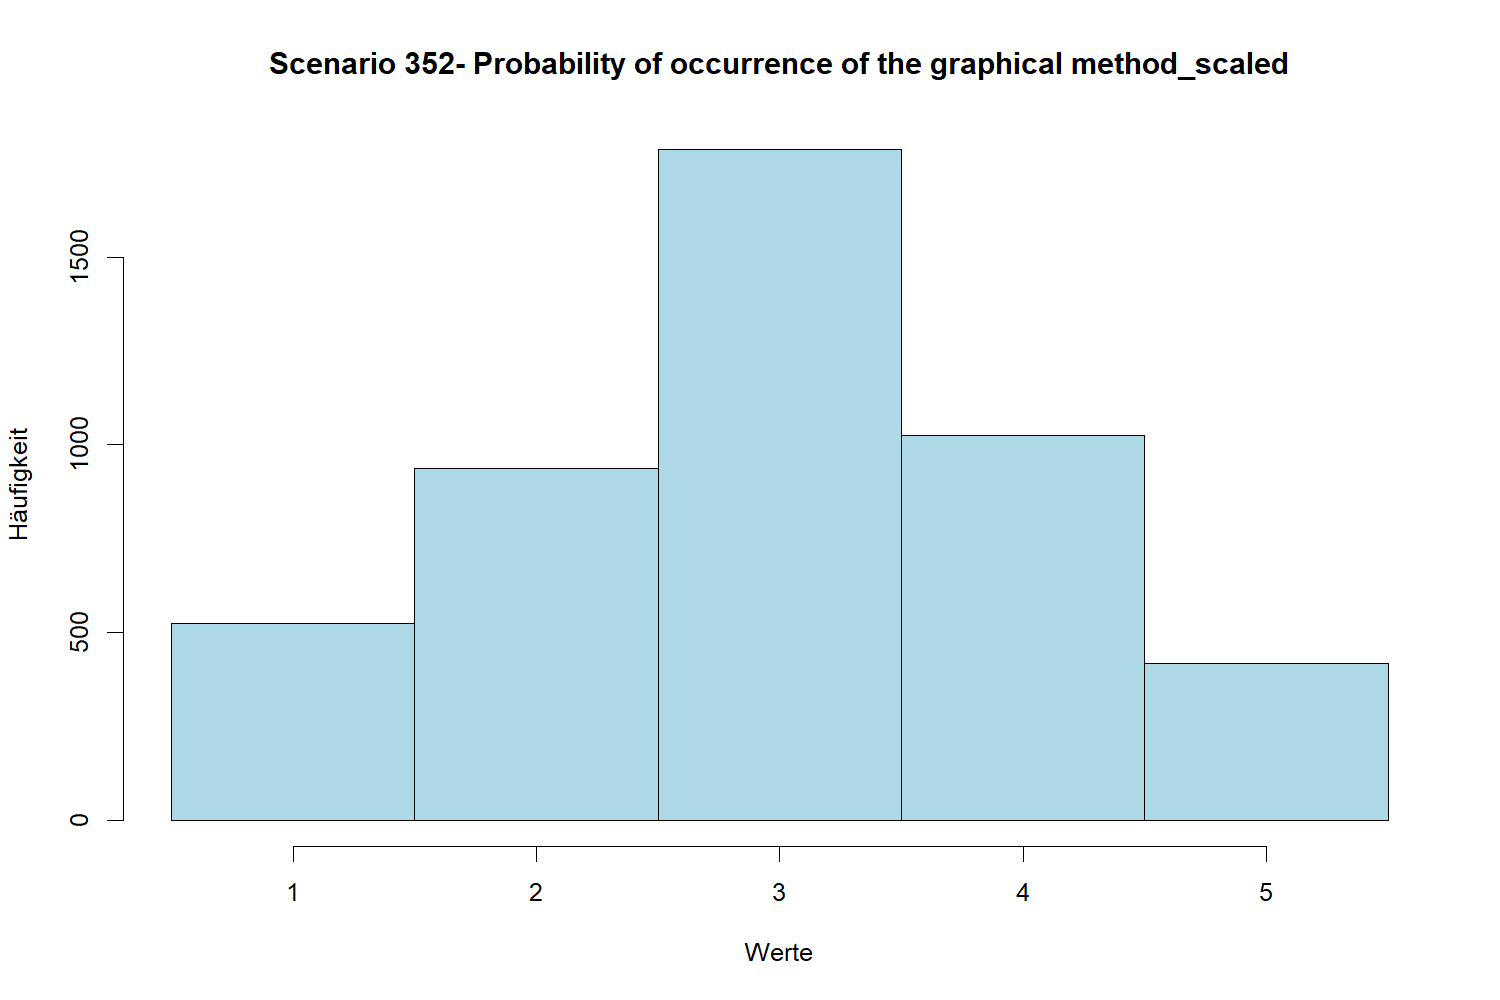 Scenario 352- Probability of occurrence of the graphical method_scaled
Häufigkeit
1500
1000
500
0
1 2 3 4 5
Werte